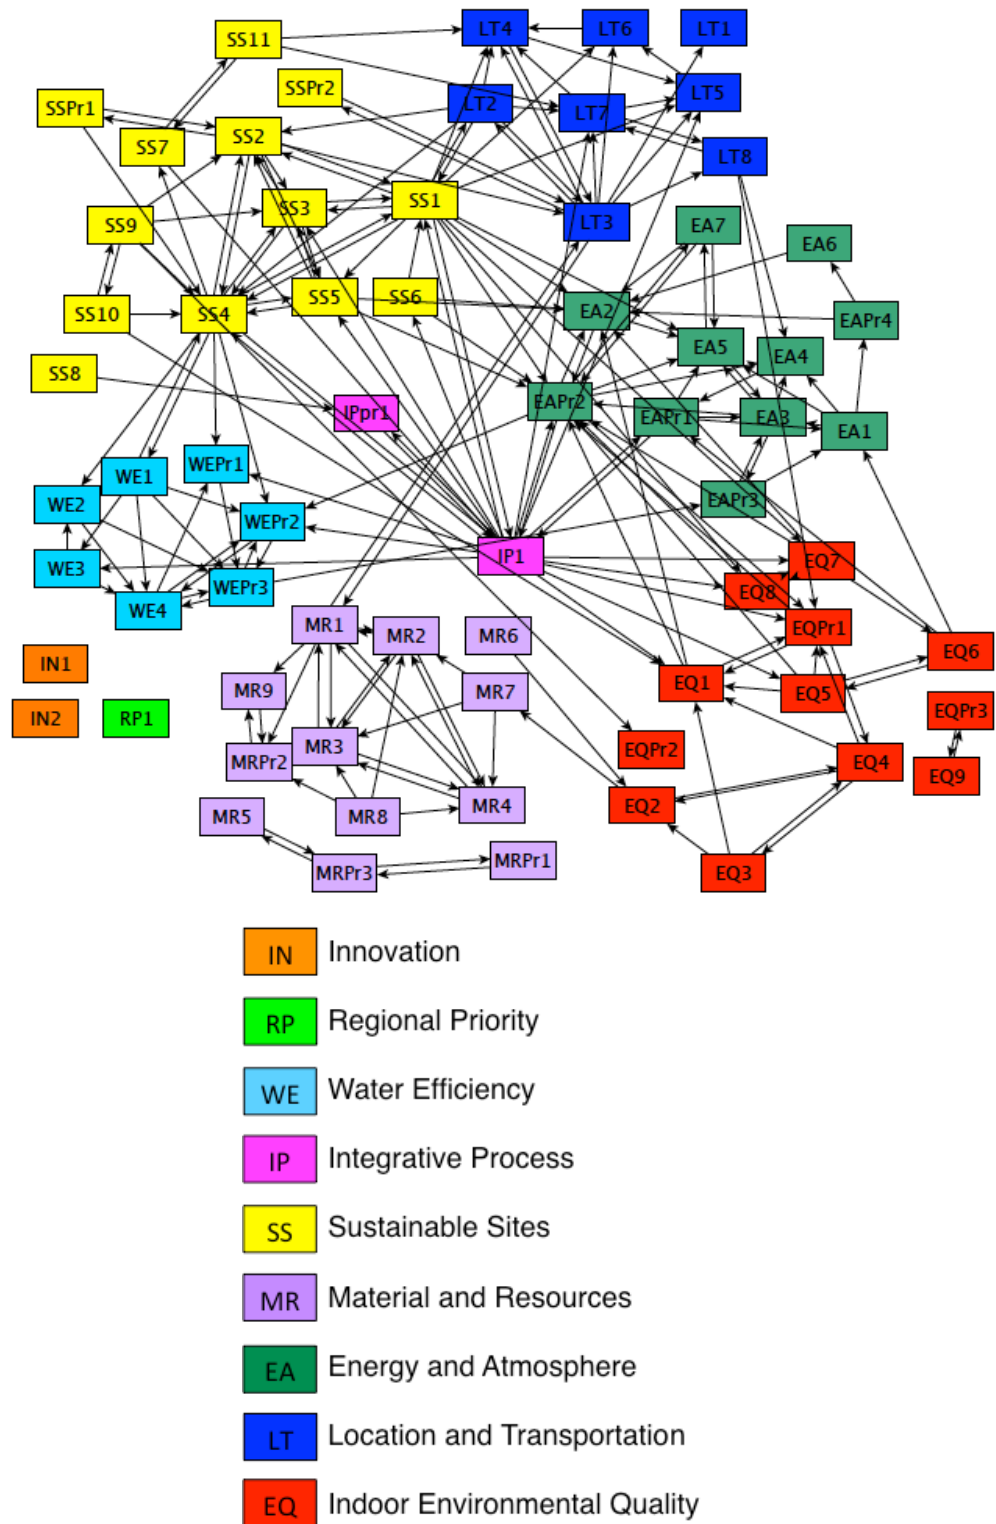 LT4
LT6
LT1
SS11
SSPr2
SSPr1
LT2
LT7
LT5
SS7
SS2
LT8
SS3
SS1
LT3
SS9
EA7
EA6
SS10
SS4
SS5
SS6
EA2
EAPr4
EA5
EA4
SS8
IPpr1
EAPr2
EAPr1
EA3
EA1
WEPr1
WE1
WE2
WEPr2
EAPr3
IP1
WE3
WEPr3
EQ7
EQ8
WE4
MR1
MR2
MR6
EQPr1
IN1
EQ6
MR9
MR7
EQ1
EQ5
IN2
RP1
EQPr3
MR3
MRPr2
EQPr2
EQ4
EQ9
MR5
MR8
MR4
EQ2
MRPr3
MRPr1
EQ3
IN Innovation
RP Regional Priority
WE Water Efficiency
IP Integrative Process
SS Sustainable Sites
MR Material and Resources
EA Energy and Atmosphere
LT Location and Transportation
EQ Indoor Environmental Quality